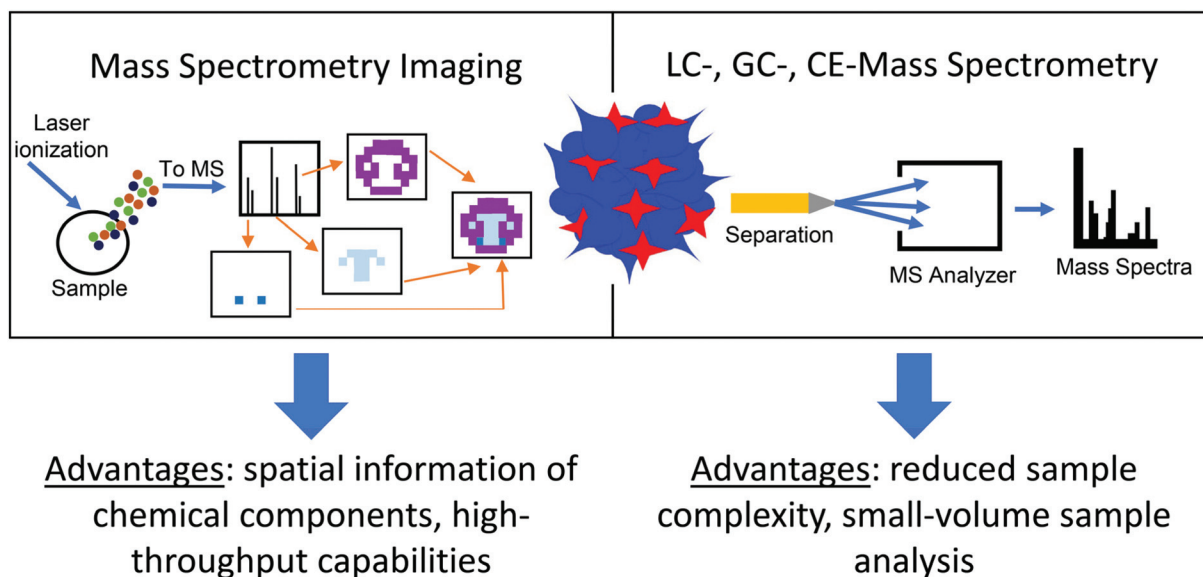 Mass Spectrometry Imaging
Laser
ionization
To MS
Sample
LC-, GC-, CE-Mass Spectrometry
Separation
MS Analyzer
Mass Spectra
Advantages: spatial information of
chemical components, high-
throughput capabilities
Advantages: reduced sample
complexity, small-volume sample
analysis